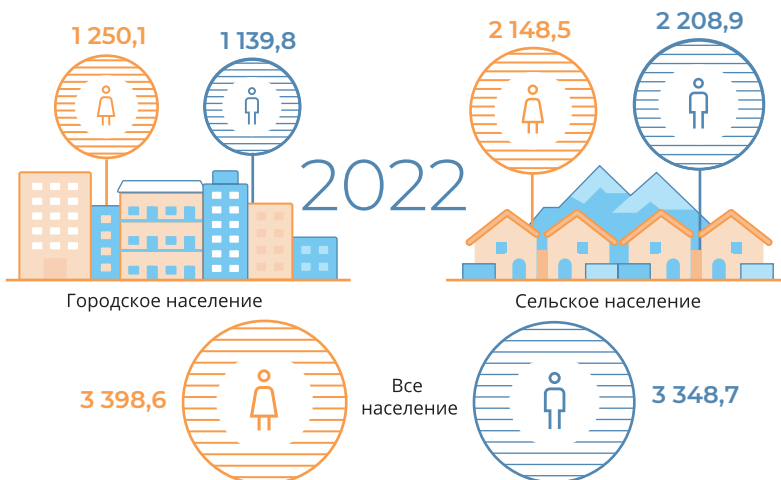 1 250,1
1 139,8
2 148,5
2 208,9
2022
Городское население
Сельское население
3 398,6
Все
население
3 348,7